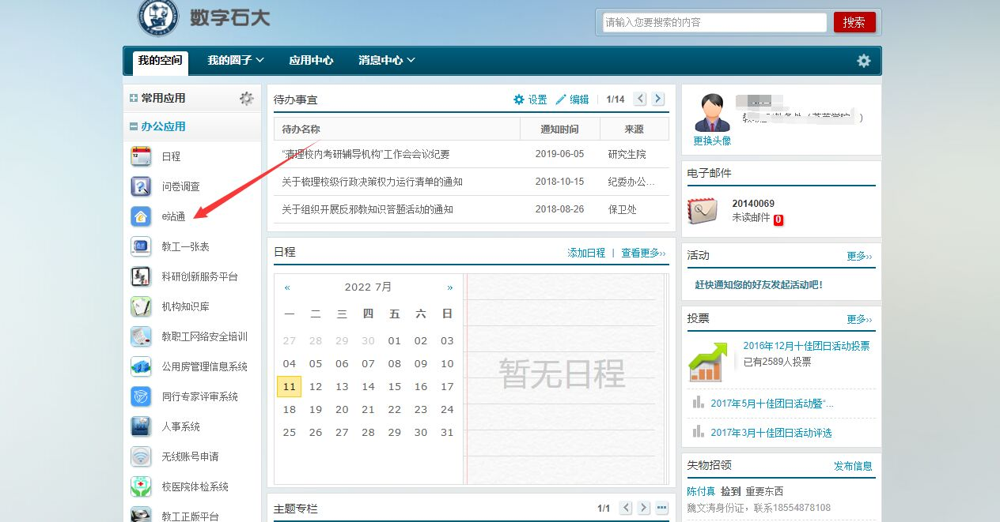 数字石大
请输入您要搜索的内容
搜索
我的空间
我的圈子
应用中心
消息中心
常用应用
办公应用
12
日程
问卷调查
e站通
教工一张表
科研创新服务平台
机构知识库
教职工网络安全培训
公用房管理信息系统
同行专家评审系统
人事系统
无线账号申请
校医院体检系统
教工正版平台
待办事宜
设置
编辑
1/14
待办名称 通知时间 来源
“清理校内考研辅导机构”工作会会议纪要 2019-06-05 研究生院
关于梳理校级行政决策权力运行清单的通知 2018-10-15 纪委办公...
关于组织开展反邪教知识答题活动的通知 2018-08-26 保卫处
日程
添加日程 | 查看更多››
« 2022 7月 »
一 二 三 四 五 六 日
27 28 29 30 01 02 03
04 05 06 07 08 09 10
11 12 13 14 15 16 17
18 19 20 21 22 23 24
25 26 27 28 29 30 31
暂无日程
主题专栏
1/1
更换头像
电子邮件
20140069
未读邮件 0
活动
更多››
赶快通知您的好友发起活动吧!
投票
更多››
2016年12月十佳团日活动投票
已有2589人投票
2017年5月十佳团日活动暨“...
2017年3月十佳团日活动评选
失物招领
发布信息
陈付真 捡到 重要东西
魏文涛身份证，联系18554878108